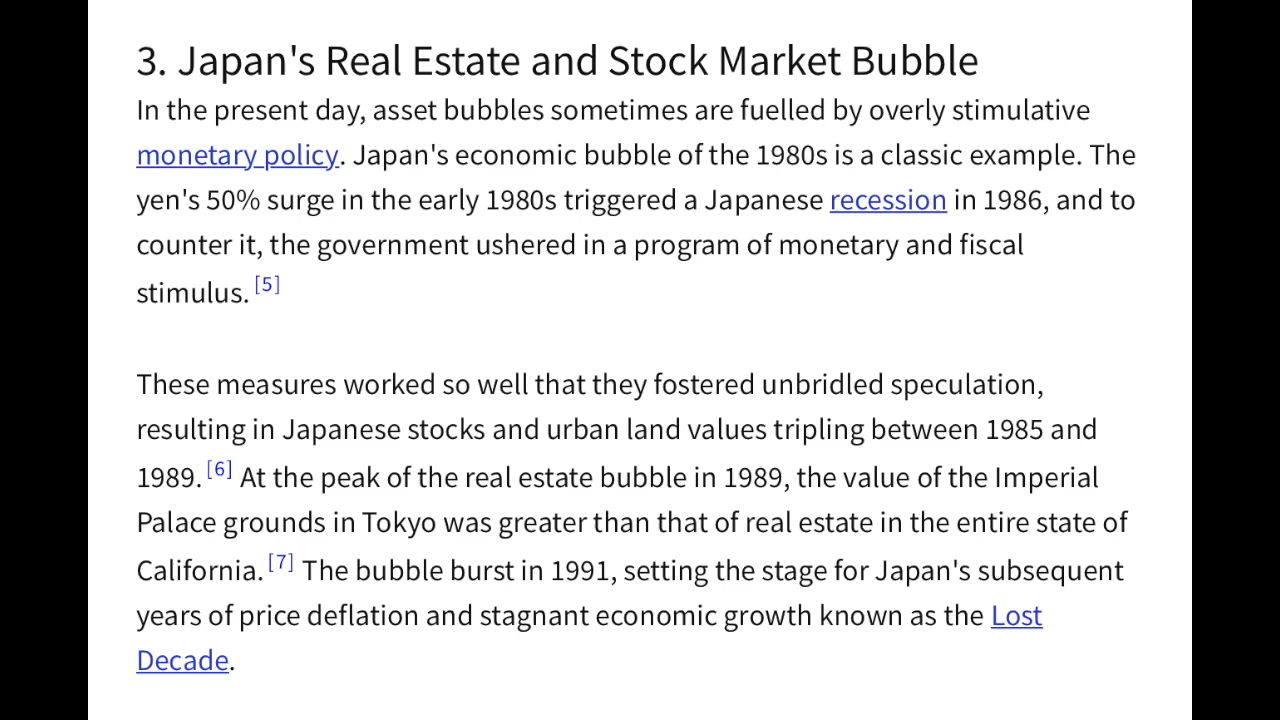 3. Japan's Real Estate and Stock Market Bubble
In the present day, asset bubbles sometimes are fuelled by overly stimulative
monetary policy. Japan's economic bubble of the 1980s is a classic example. The
yen's 50% surge in the early 1980s triggered a Japanese recession in 1986, and to
counter it, the government ushered in a program of monetary and fiscal
stimulus. [5]
These measures worked so well that they fostered unbridled speculation,
resulting in Japanese stocks and urban land values tripling between 1985 and
1989. [6] At the peak of the real estate bubble in 1989, the value of the Imperial
Palace grounds in Tokyo was greater than that of real estate in the entire state of
California. [7] The bubble burst in 1991, setting the stage for Japan's subsequent
years of price deflation and stagnant economic growth known as the Lost
Decade.